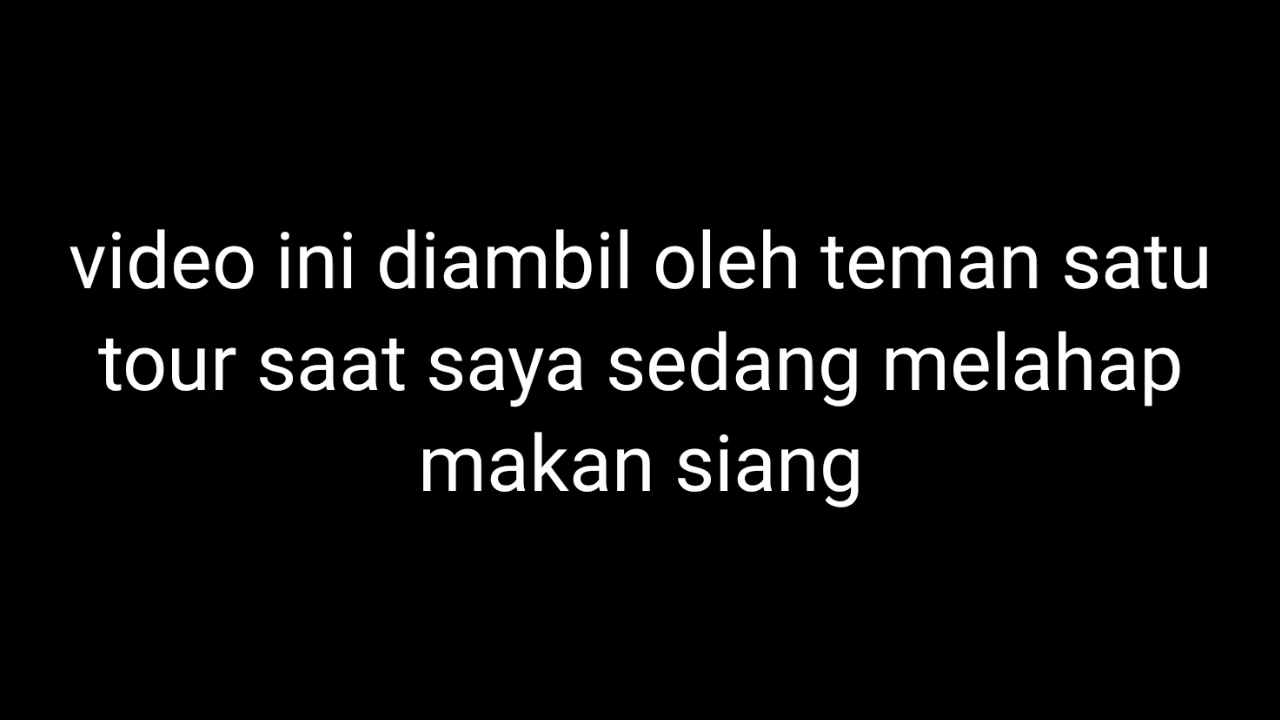 video ini diambil oleh teman satu
tour saat saya sedang melahap
makan siang